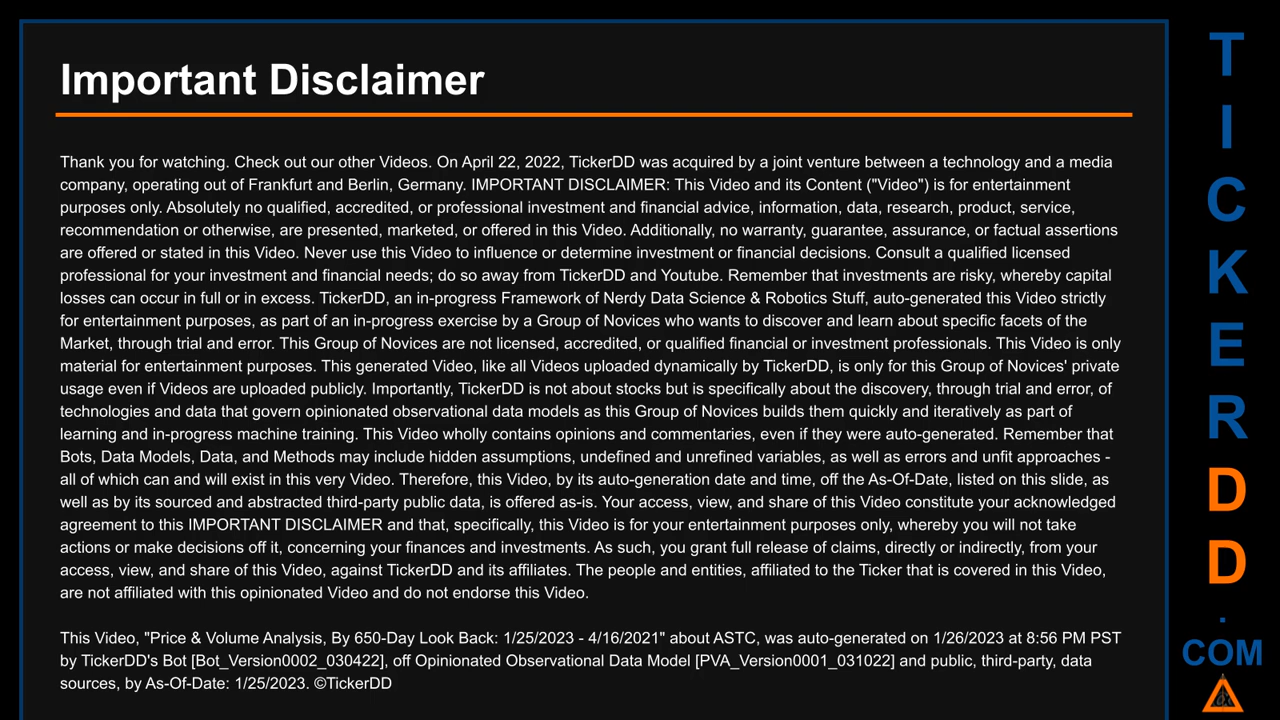 Important Disclaimer
Thank you for watching. Check out our other Videos. On April 22, 2022, TickerDD was acquired by a joint venture between a technology and a media
company, operating out of Frankfurt and Berlin, Germany. IMPORTANT DISCLAIMER: This Video and its Content ("Video") is for entertainment
purposes only. Absolutely no qualified, accredited, or professional investment and financial advice, information, data, research, product, service,
recommendation or otherwise, are presented, marketed, or offered in this Video. Additionally, no warranty, guarantee, assurance, or factual assertions
are offered or stated in this Video. Never use this Video to influence or determine investment or financial decisions. Consult a qualified licensed
professional for your investment and financial needs; do so away from TickerDD and Youtube. Remember that investments are risky, whereby capital
losses can occur in full or in excess. TickerDD, an in-progress Framework of Nerdy Data Science & Robotics Stuff, auto-generated this Video strictly
for entertainment purposes, as part of an in-progress exercise by a Group of Novices who wants to discover and learn about specific facets of the
Market, through trial and error. This Group of Novices are not licensed, accredited, or qualified financial or investment professionals. This Video is only
material for entertainment purposes. This generated Video, like all Videos uploaded dynamically by TickerDD, is only for this Group of Novices' private
usage even if Videos are uploaded publicly. Importantly, TickerDD is not about stocks but is specifically about the discovery, through trial and error, of
technologies and data that govern opinionated observational data models as this Group of Novices builds them quickly and iteratively as part of
learning and in-progress machine training. This Video wholly contains opinions and commentaries, even if they were auto-generated. Remember that
Bots, Data Models, Data, and Methods may include hidden assumptions, undefined and unrefined variables, as well as errors and unfit approaches -
all of which can and will exist in this very Video. Therefore, this Video, by its auto-generation date and time, off the As-Of-Date, listed on this slide, as
well as by its sourced and abstracted third-party public data, is offered as-is. Your access, view, and share of this Video constitute your acknowledged
agreement to this IMPORTANT DISCLAIMER and that, specifically, this Video is for your entertainment purposes only, whereby you will not take
actions or make decisions off it, concerning your finances and investments. As such, you grant full release of claims, directly or indirectly, from your
access, view, and share of this Video, against TickerDD and its affiliates. The people and entities, affiliated to the Ticker that is covered in this Video,
are not affiliated with this opinionated Video and do not endorse this Video.
This Video, "Price & Volume Analysis, By 650-Day Look Back: 1/25/2023 - 4/16/2021" about ASTC, was auto-generated on 1/26/2023 at 8:56 PM PST
by TickerDD's Bot [Bot_Version0002_030422], off Opinionated Observational Data Model [PVA_Version0001_031022] and public, third-party, data
sources, by As-Of-Date: 1/25/2023. ©TickerDD
T
I
C
K
E
R
D
D
.
COM